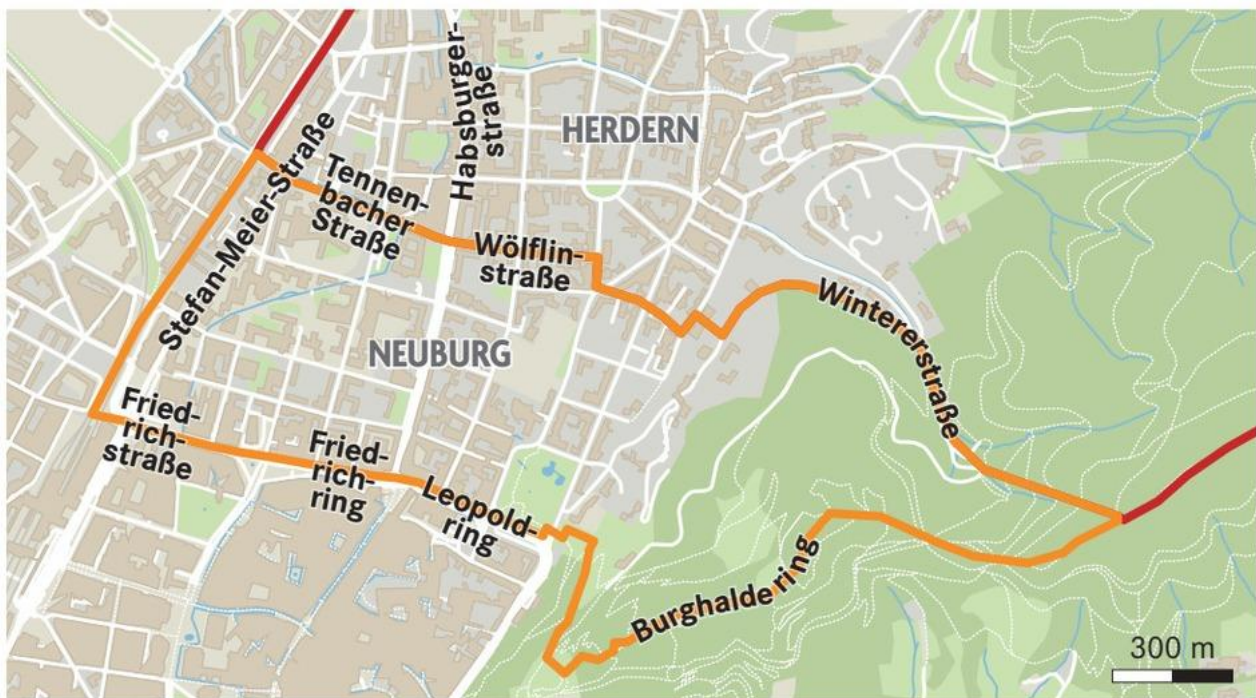 Habsburger-
straße
HERDERN
Stefan-Meier-Straße
Tennen-
bacher
Straße
Wölflin-
straße
Wintererstraße
NEUBURG
Fried-
rich-
straße
Fried-
rich-
ring
Leopold-
ring
Burghaldering
300 m